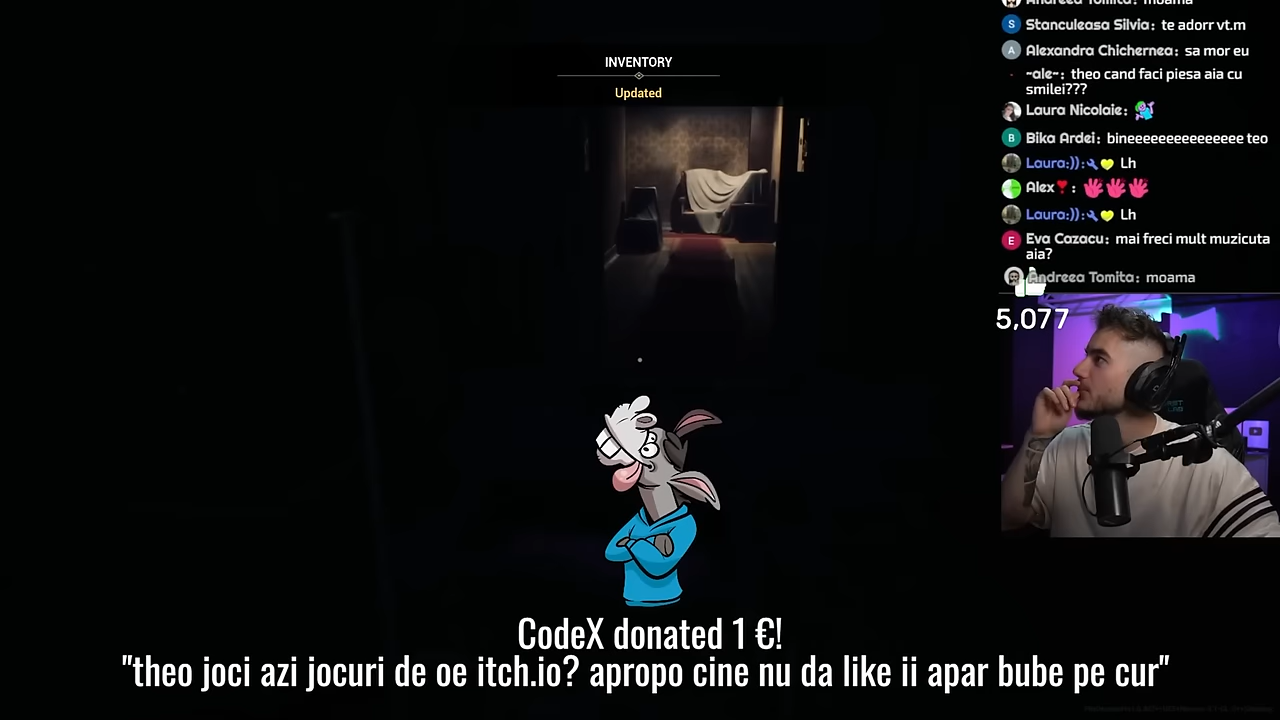 Andreea Tomita: moama
Stanculeasa Silvia: te adorr vt.m
Alexandra Chichernea: sa mor eu
~ale~: theo cand faci piesa aia cu
smilei???
Laura Nicolaie:
Bika Ardei: bineeeeeeeeeeeeeee teo
Laura:)): Lh
Alex: 
Laura:)): Lh
Eva Cazacu: mai freci mult muzicuta
aia?
Andreea Tomita: moama
5,077
INVENTORY
Updated
CodeX donated 1 €!
"theo joci azi jocuri de oe itch.io? apropo cine nu da like ii apar bube pe cur"